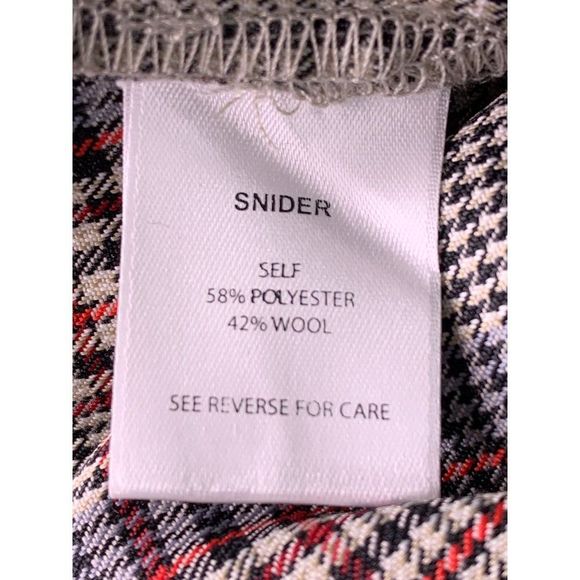 SNIDER
SELF
58% POLYESTER
42% WOOL
SEE REVERSE FOR CARE